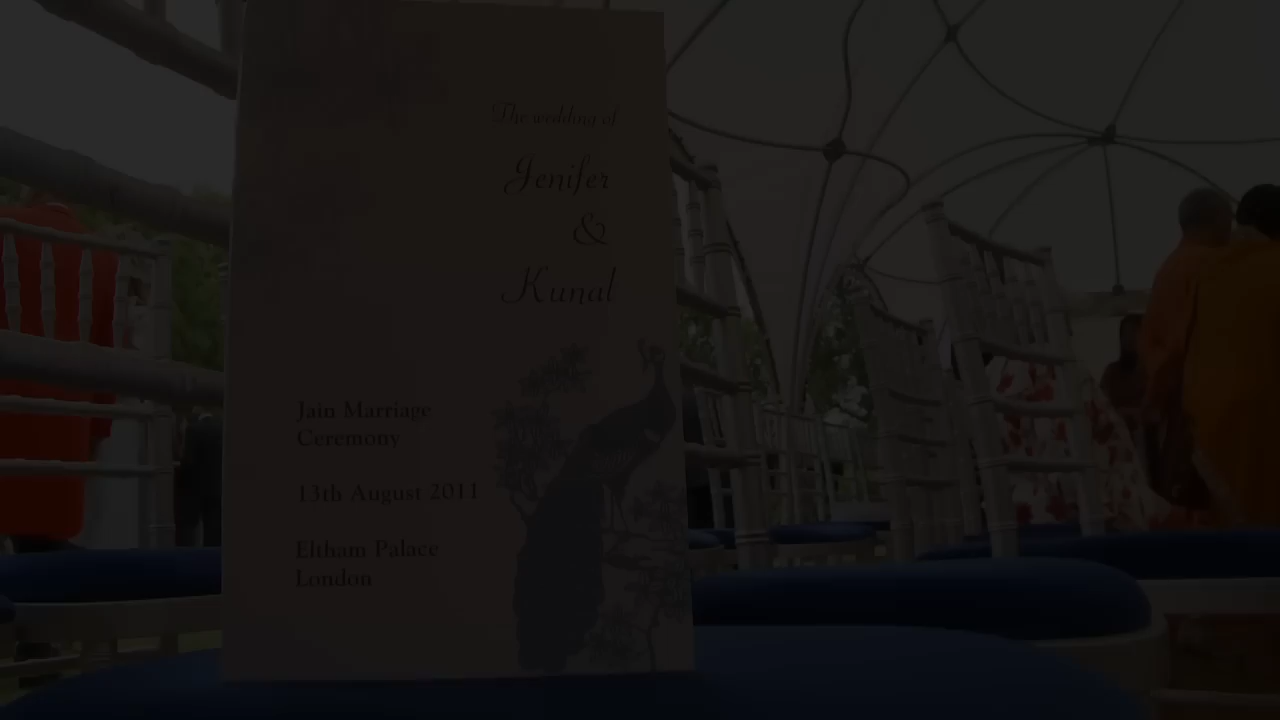 The wedding of
Jenifer
&
Kunal
Jain Marriage
Ceremony
13th August 2011
Eltham Palace
London